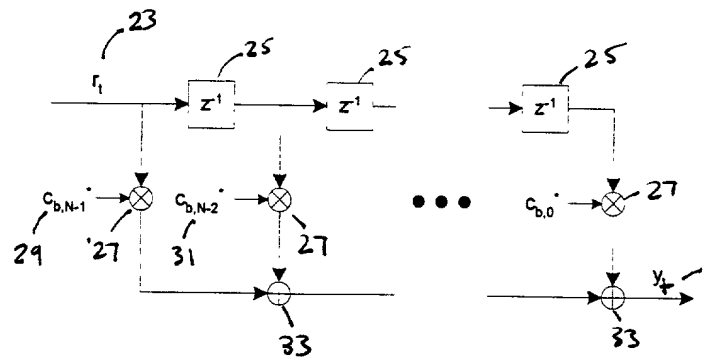 23
25
25
25
r_t
z^-1
z^-1
z^-1
C_b,N-1*
C_b,N-2*
C_b,0*
27
29
27
31
27
y_t
33
33